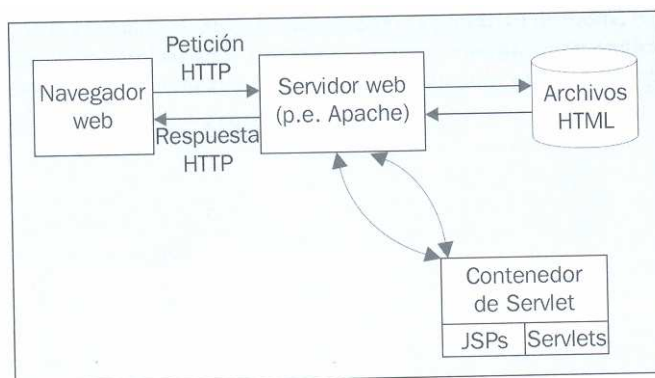 Petición
HTTP
Navegador
web
Respuesta
HTTP
Servidor web
(p.e. Apache)
Archivos
HTML
Contenedor
de Servlet
JSPs
Servlets